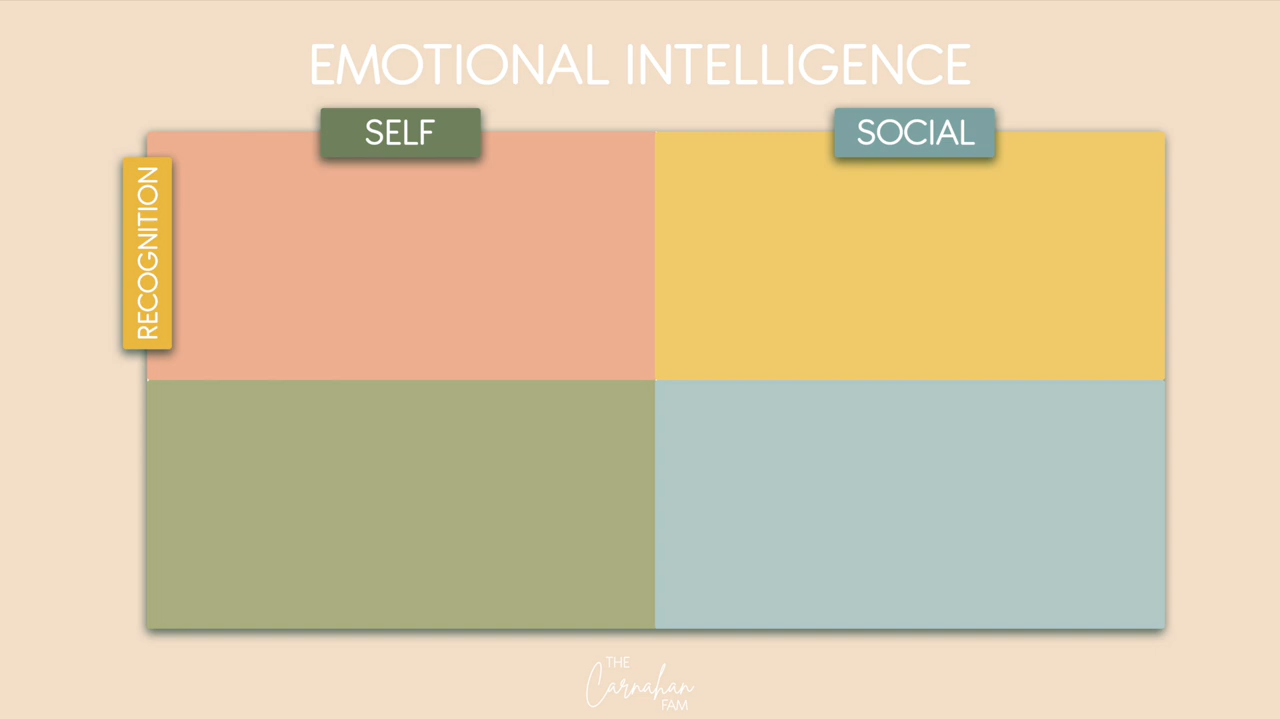 EMOTIONAL INTELLIGENCE
SELF
SOCIAL
RECOGNITION
THE
Carnahan
FAM